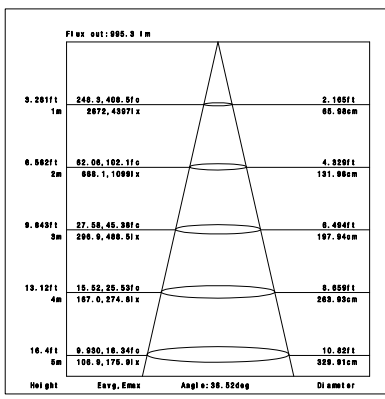 Flux out:995.3 lm
3.281ft 248.3,408.5fc 2.165ft
1m 2672,4397lx 65.98cm
6.562ft 62.06,102.1fc 4.329ft
2m 668.1,1099lx 131.96cm
9.843ft 27.58,45.38fc 6.494ft
3m 296.9,488.5lx 197.94cm
13.12ft 15.52,25.53fc 8.659ft
4m 167.0,274.8lx 263.93cm
16.4ft 9.930,16.34fc 10.82ft
5m 106.9,175.9lx 329.91cm
Height Eavg,Emax Angle:36.52deg Diameter